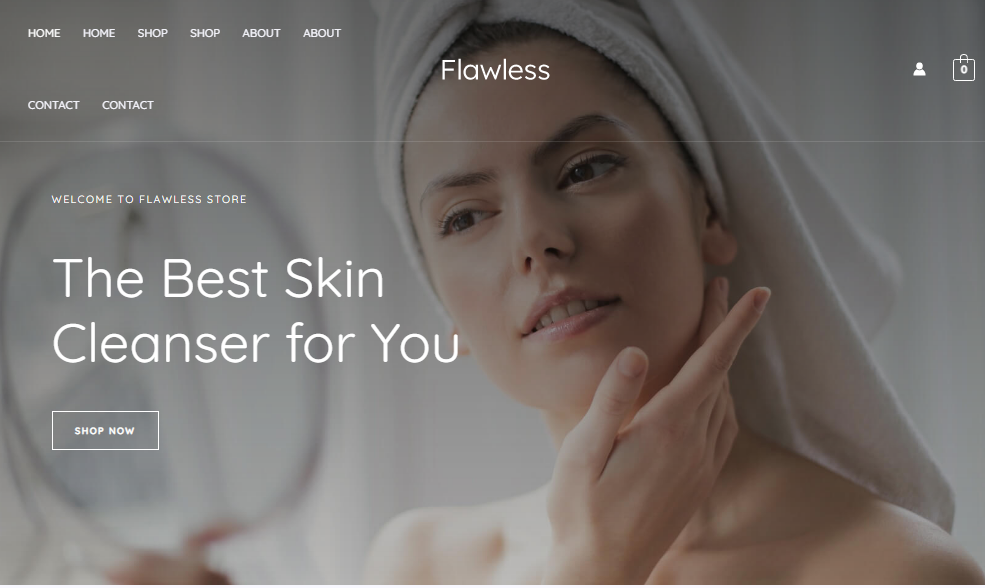 HOME HOME SHOP SHOP ABOUT ABOUT
Flawless
0
CONTACT CONTACT
WELCOME TO FLAWLESS STORE
The Best Skin
Cleanser for You
SHOP NOW